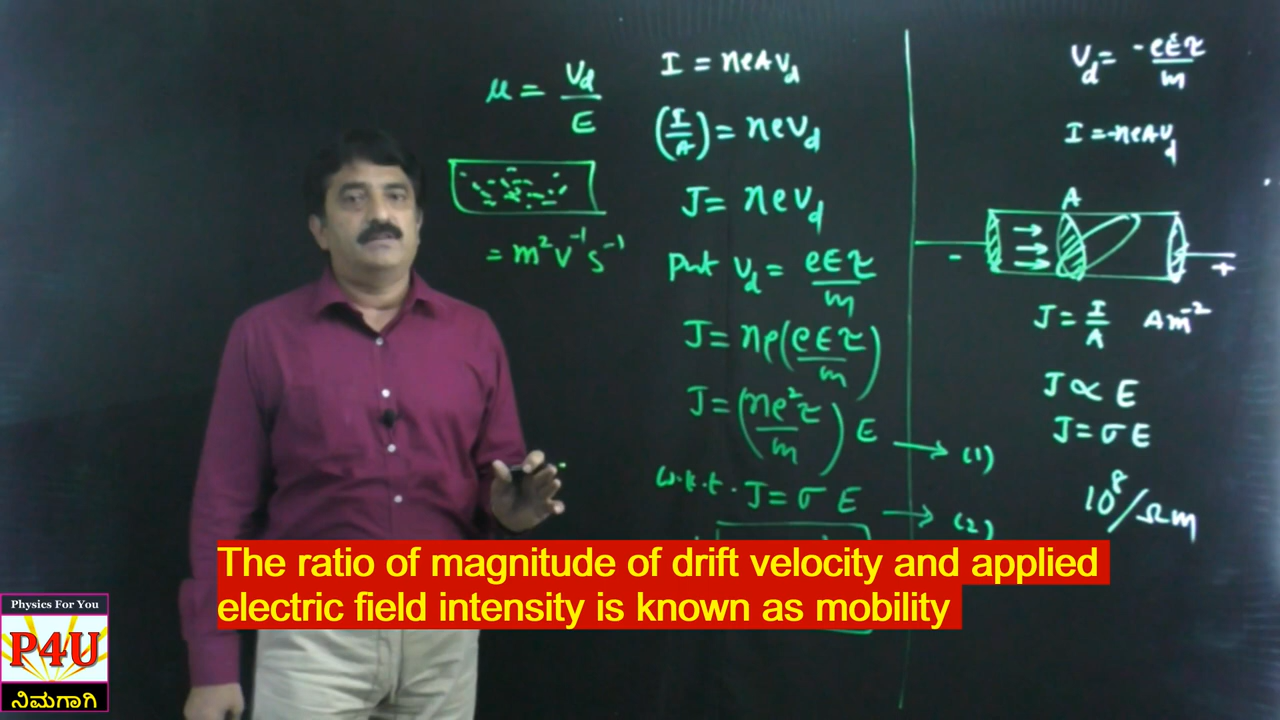 μ = Vd/E
= m²V⁻¹s⁻¹
I = neAVd
(I/A) = neVd
J = neVd
Put Vd = eEτ/m
J = ne(eEτ/m)
J = (ne²τ/m) E → (1)
w.k.t. J = σ E → (2)
Vd = -eEτ/m
I = -neAVd
A
- +
J = I/A Am⁻²
J ∝ E
J = σ E
10⁸/Ωm
The ratio of magnitude of drift velocity and applied
electric field intensity is known as mobility
Physics For You
P4U
ನಿಮಗಾಗಿ